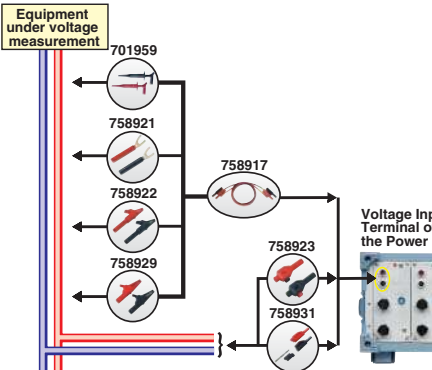 Equipment
under voltage
measurement
701959
758921
758917
758922
Voltage Inp
Terminal o
the Power
758923
758929
758931